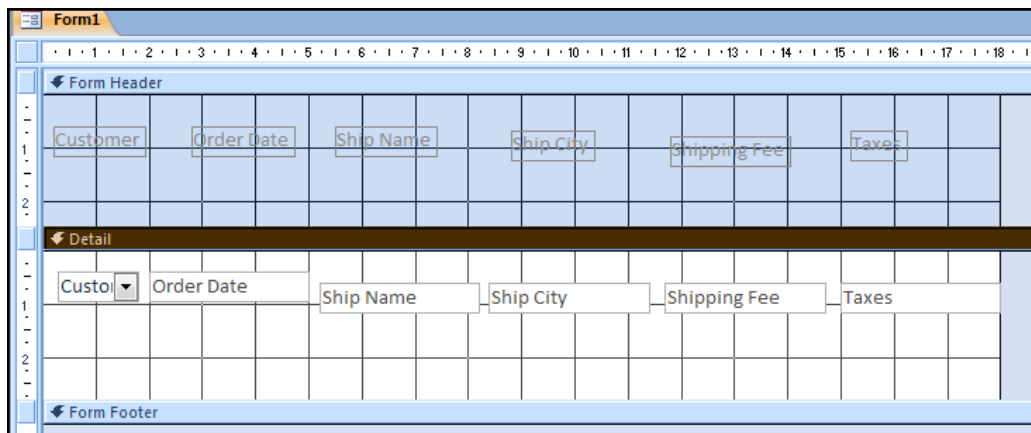 Form1
1 2 3 4 5 6 7 8 9 10 11 12 13 14 15 16 17 18
Form Header
Customer Order Date Ship Name Ship City Shipping Fee Taxes
1
2
Detail
Custo Order Date Ship Name Ship City Shipping Fee Taxes
1
2
Form Footer